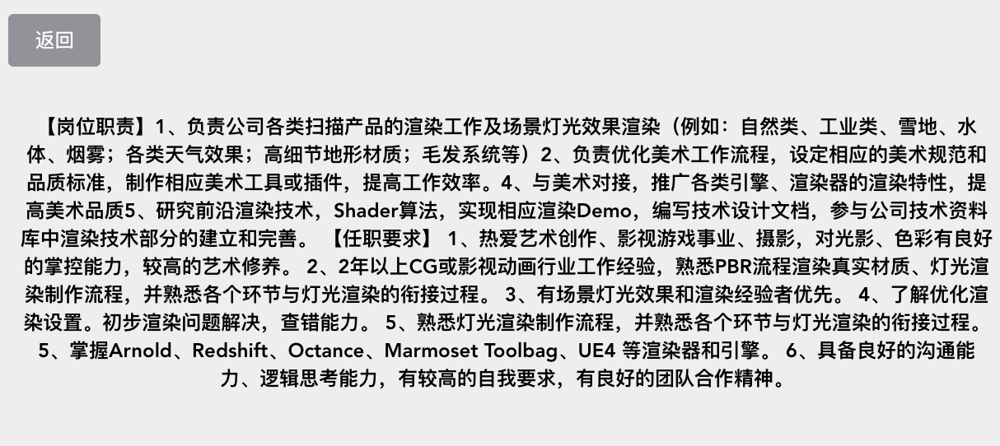 返回
【岗位职责】1、负责公司各类扫描产品的渲染工作及场景灯光效果渲染（例如：自然类、工业类、雪地、水
体、烟雾；各类天气效果；高细节地形材质；毛发系统等）2、负责优化美术工作流程，设定相应的美术规范和
品质标准，制作相应美术工具或插件，提高工作效率。4、与美术对接，推广各类引擎、渲染器的渲染特性，提
高美术品质5、研究前沿渲染技术，Shader算法，实现相应渲染Demo，编写技术设计文档，参与公司技术资料
库中渲染技术部分的建立和完善。 【任职要求】 1、热爱艺术创作、影视游戏事业、摄影，对光影、色彩有良好
的掌控能力，较高的艺术修养。 2、2年以上CG或影视动画行业工作经验，熟悉PBR流程渲染真实材质、灯光渲
染制作流程，并熟悉各个环节与灯光渲染的衔接过程。 3、有场景灯光效果和渲染经验者优先。 4、了解优化渲
染设置。初步渲染问题解决，查错能力。 5、熟悉灯光渲染制作流程，并熟悉各个环节与灯光渲染的衔接过程。
5、掌握Arnold、Redshift、Octance、Marmoset Toolbag、UE4 等渲染器和引擎。 6、具备良好的沟通能
力、逻辑思考能力，有较高的自我要求，有良好的团队合作精神。